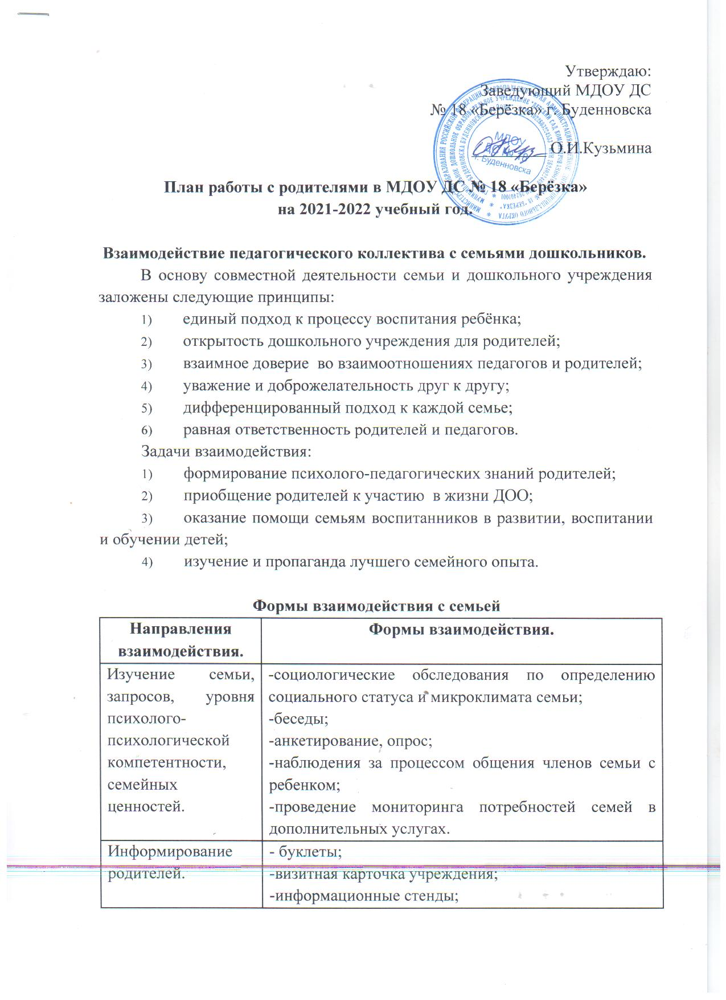 Утверждаю:
Заведующий МДОУ ДС
№ 18 «Берёзка» г. Буденновска
МДОУ
ДС № 18
г. Буденновска
О.И.Кузьмина
План работы с родителями в МДОУ ДС № 18 «Берёзка»
на 2021-2022 учебный год.
Взаимодействие педагогического коллектива с семьями дошкольников.
В основу совместной деятельности семьи и дошкольного учреждения
заложены следующие принципы:
1) единый подход к процессу воспитания ребёнка;
2) открытость дошкольного учреждения для родителей;
3) взаимное доверие во взаимоотношениях педагогов и родителей;
4) уважение и доброжелательность друг к другу;
5) дифференцированный подход к каждой семье;
6) равная ответственность родителей и педагогов.
Задачи взаимодействия:
1) формирование психолого-педагогических знаний родителей;
2) приобщение родителей к участию в жизни ДОО;
3) оказание помощи семьям воспитанников в развитии, воспитании
и обучении детей;
4) изучение и пропаганда лучшего семейного опыта.
Формы взаимодействия с семьей
Направления
взаимодействия.
Формы взаимодействия.
Изучение семьи,
запросов, уровня
психолого-
психологической
компетентности,
семейных
ценностей.
-социологические обследования по определению
социального статуса и микроклимата семьи;
-беседы;
-анкетирование, опрос;
-наблюдения за процессом общения членов семьи с
ребенком;
-проведение мониторинга потребностей семей в
дополнительных услугах.
Информирование
родителей.
- буклеты;
-визитная карточка учреждения;
-информационные стенды;